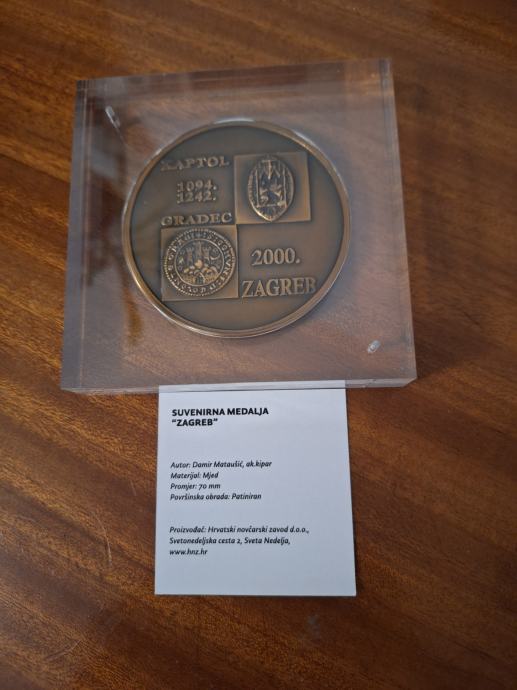 KAPTOL
1094.
1242.
GRADEC
2000.
ZAGREB
SUVENIRNA MEDALJA
"ZAGREB"
Autor: Damir Mataušić, ak.kipar
Materijal: Mjed
Promjer: 70 mm
Površinska obrada: Patiniran
Proizvođač: Hrvatski novčarski zavod d.o.o.,
Svetonedeljska cesta 2, Sveta Nedelja,
www.hnz.hr